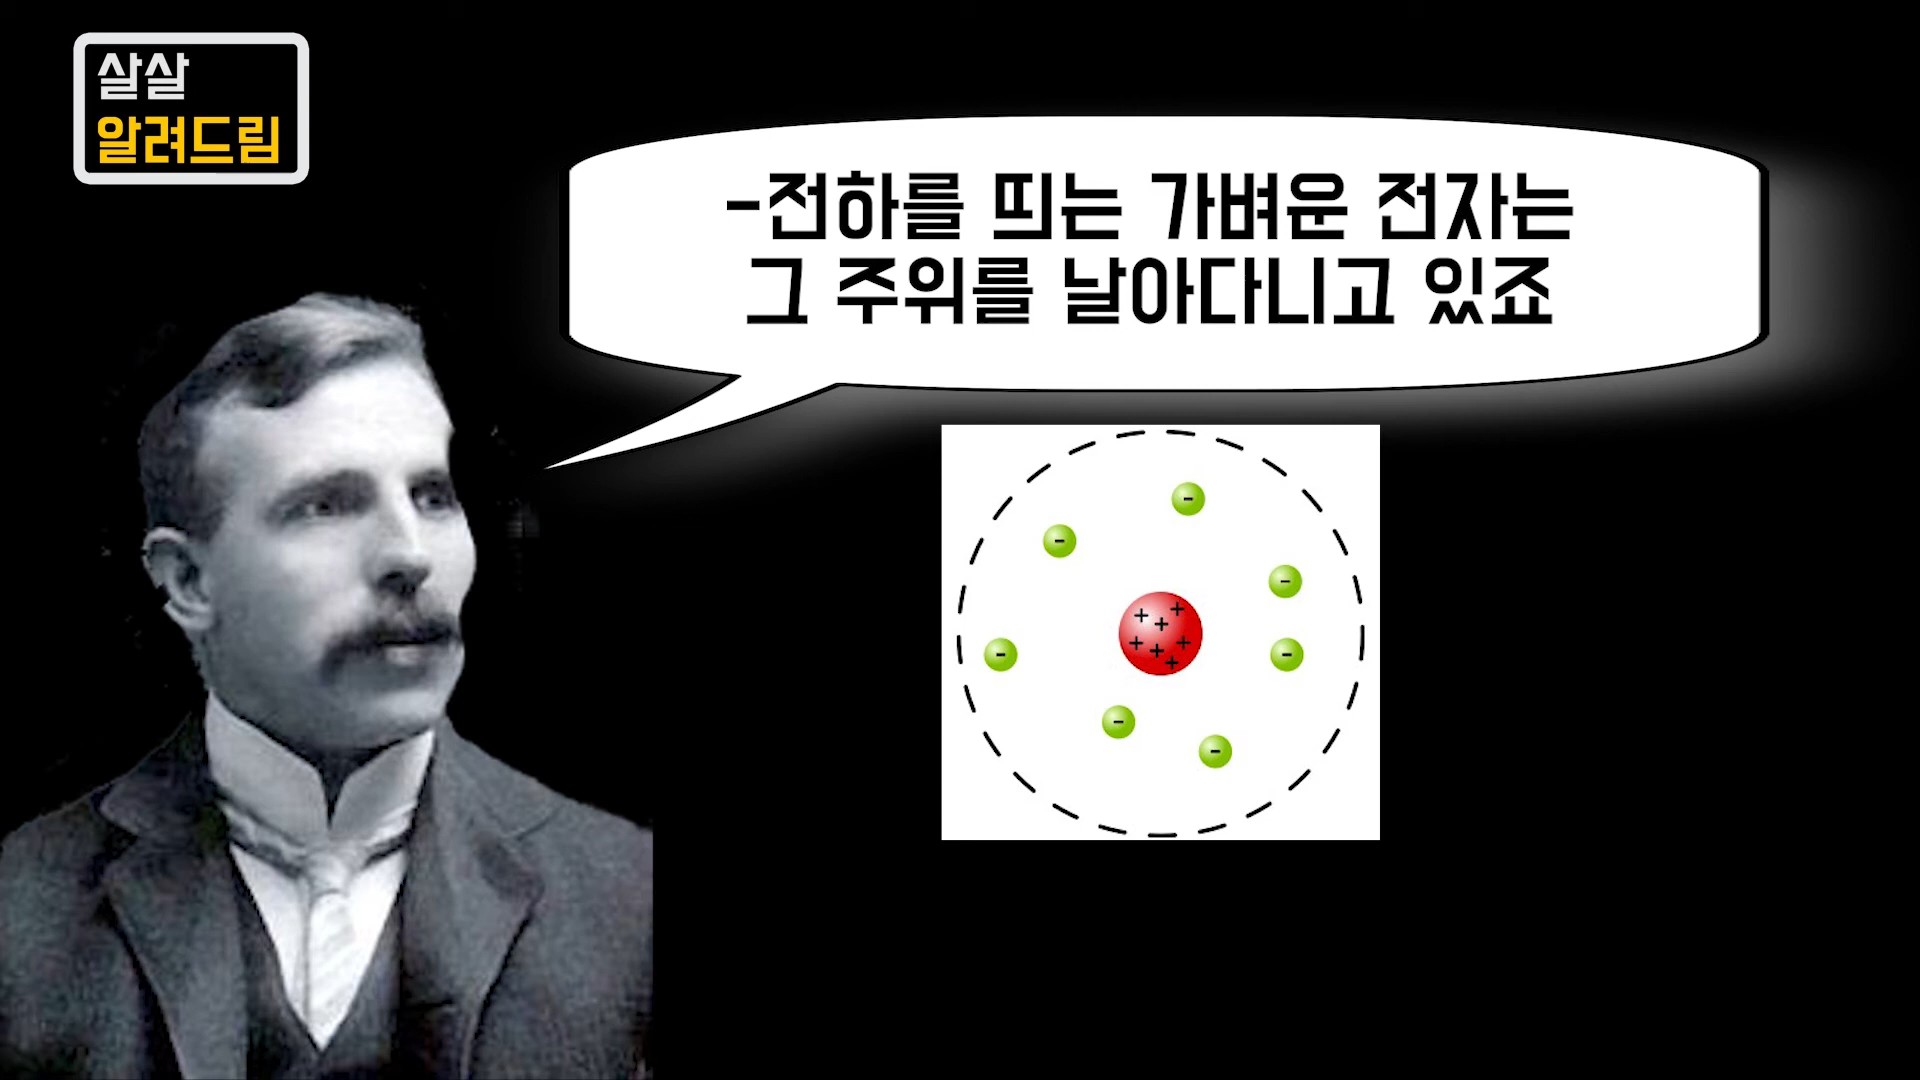 살살
알려드림
-전하를 띄는 가벼운 전자는
그 주위를 날아다니고 있죠
-
-
-
+ + +
+ + +
+
-
-
-
-